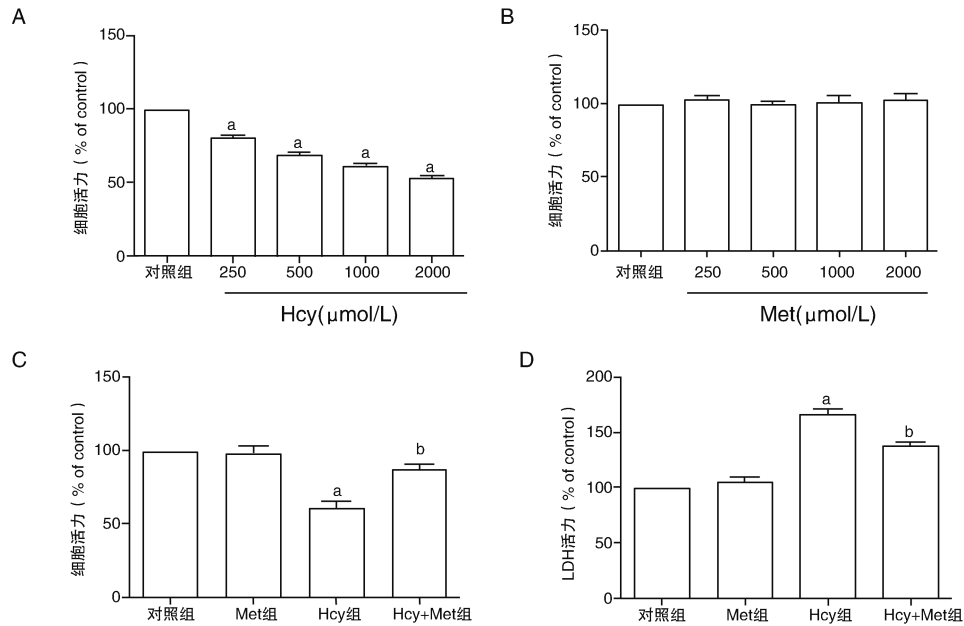 A
细胞活力 ( % of control )
150
100
50
0
a
a
a
a
对照组 250 500 1000 2000
Hcy(μmol/L)
B
细胞活力 ( % of control )
150
100
50
0
对照组 250 500 1000 2000
Met(μmol/L)
C
细胞活力 ( % of control )
150
100
50
0
a
b
对照组 Met组 Hcy组 Hcy+Met组
D
LDH活力 ( % of control )
200
150
100
50
0
a
b
对照组 Met组 Hcy组 Hcy+Met组